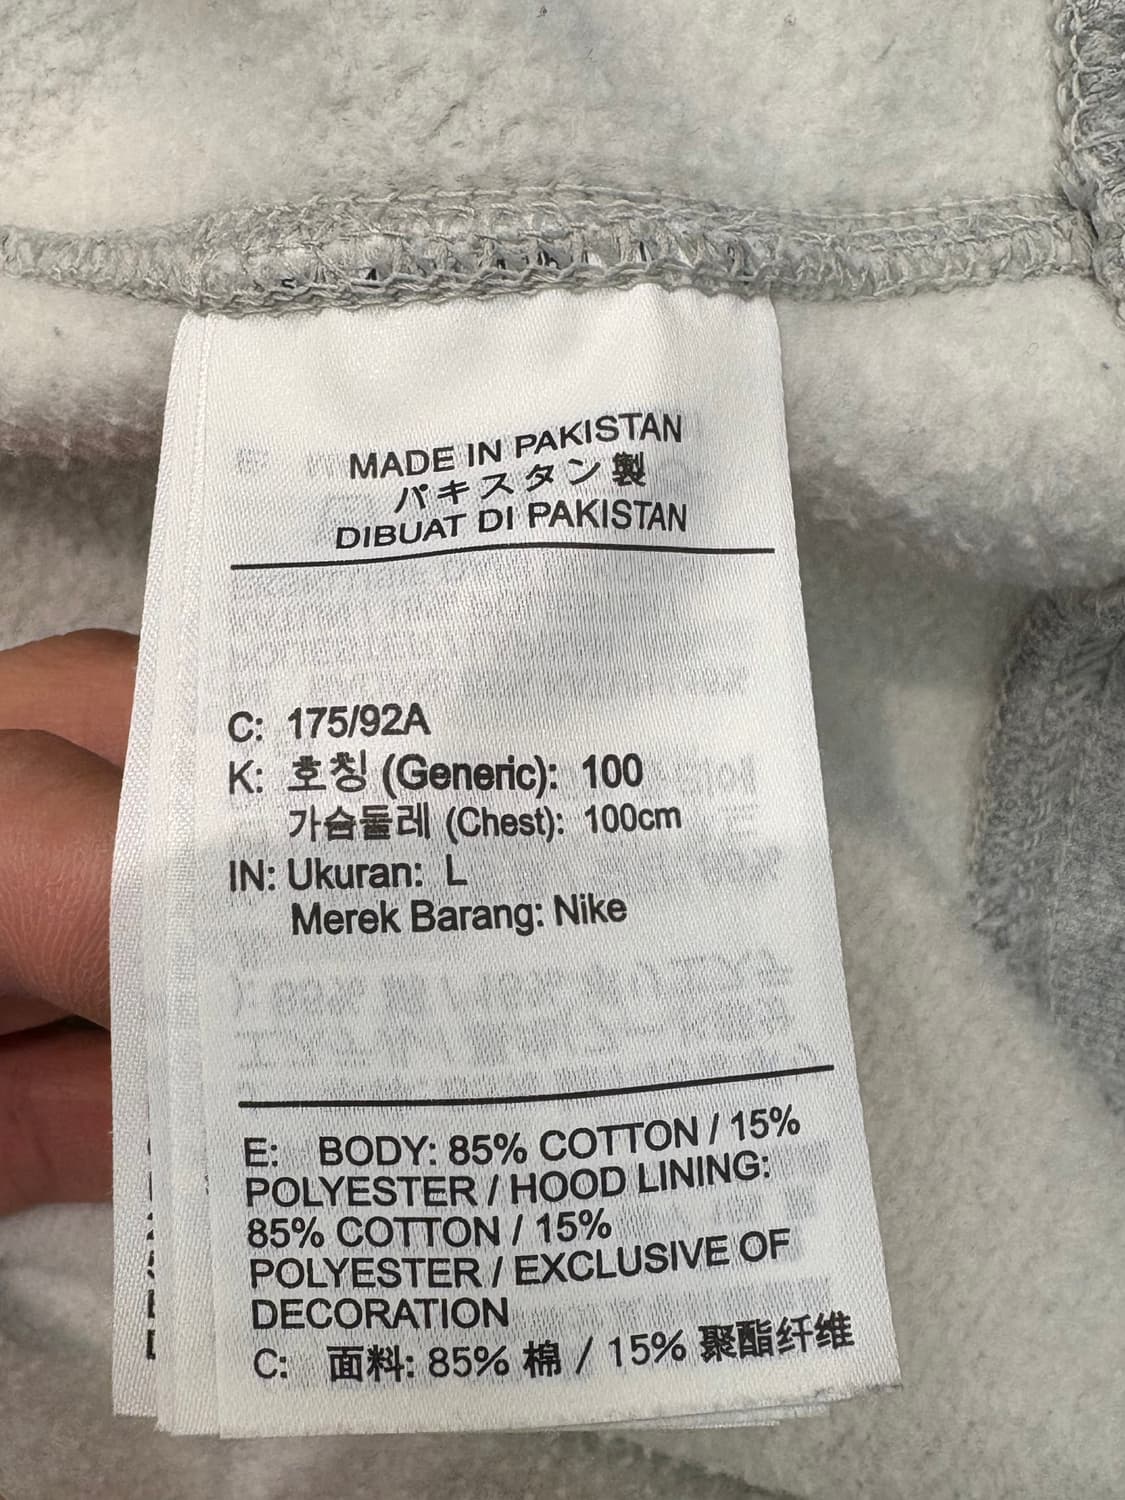 MADE IN PAKISTAN
パキスタン製
DIBUAT DI PAKISTAN
C: 175/92A
K: 호칭 (Generic): 100
가슴둘레 (Chest): 100cm
IN: Ukuran: L
Merek Barang: Nike
E: BODY: 85% COTTON / 15%
POLYESTER / HOOD LINING:
85% COTTON / 15%
POLYESTER / EXCLUSIVE OF
DECORATION
C: 面料: 85% 棉 / 15% 聚酯纤维